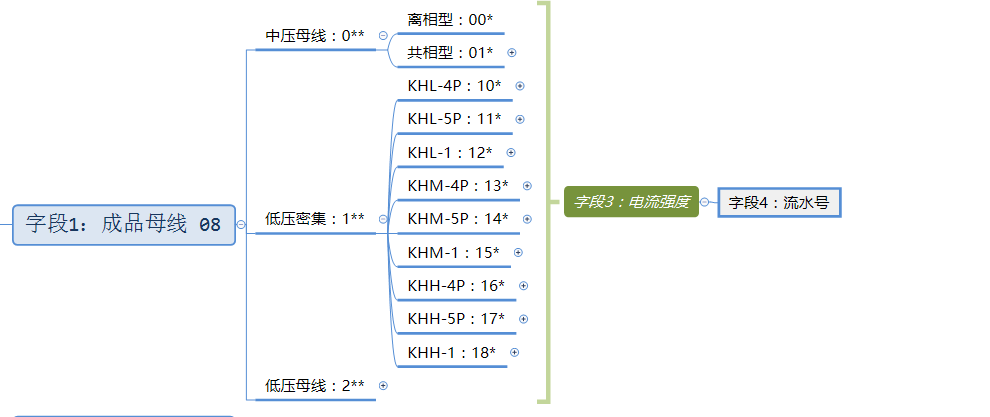 字段1：成品母线 08
中压母线：0**
离相型：00*
共相型：01*
低压密集：1**
KHL-4P：10*
KHL-5P：11*
KHL-1：12*
KHM-4P：13*
KHM-5P：14*
KHM-1：15*
KHH-4P：16*
KHH-5P：17*
KHH-1：18*
低压母线：2**
字段3：电流强度
字段4：流水号